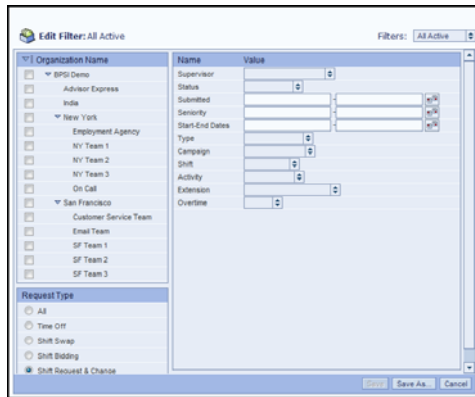 Edit Filter: All Active
Filters: All Active
Organization Name
BPSI Demo
Advisor Express
India
New York
Employment Agency
NY Team 1
NY Team 2
NY Team 3
On Call
San Francisco
Customer Service Team
Email Team
SF Team 1
SF Team 2
SF Team 3
Request Type
All
Time Off
Shift Swap
Shift Bidding
Shift Request & Change
Name Value
Supervisor
Status
Submitted -
Seniority -
Start-End Dates -
Type
Campaign
Shift
Activity
Extension
Overtime
Save Save As... Cancel